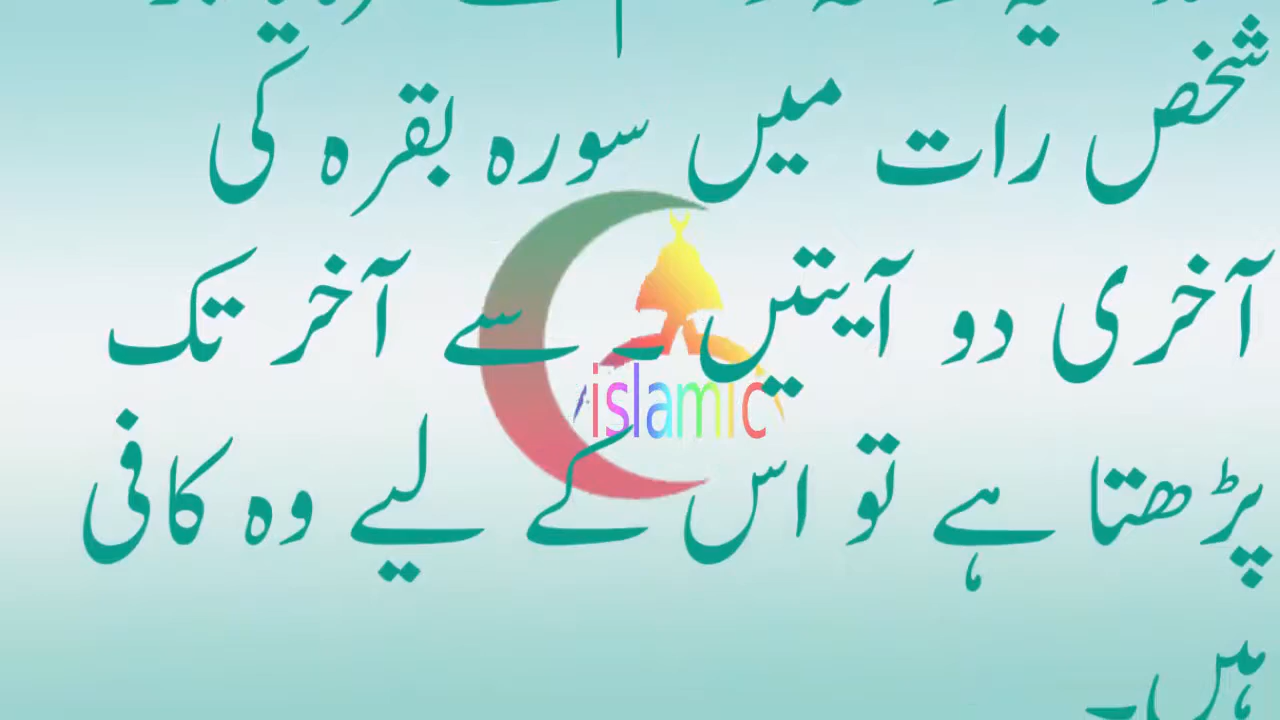 شخص رات میں سورہ بقرہ کی
آخری دو آیتیں ۔ سے آخر تک
islamic
پڑھتا ہے تو اس کے لیے وہ کافی
ہیں۔